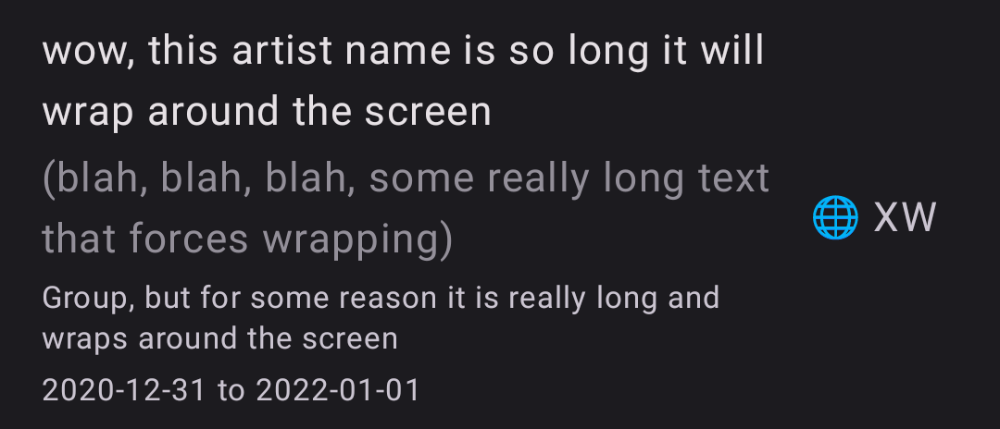 wow, this artist name is so long it will
wrap around the screen
(blah, blah, blah, some really long text
that forces wrapping)
🌐 XW
Group, but for some reason it is really long and
wraps around the screen
2020-12-31 to 2022-01-01